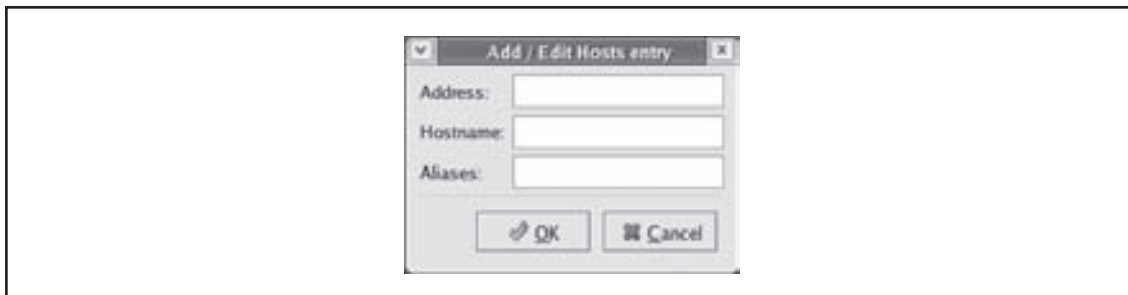 Add / Edit Hosts entry
Address:
Hostname:
Aliases:
OK
Cancel